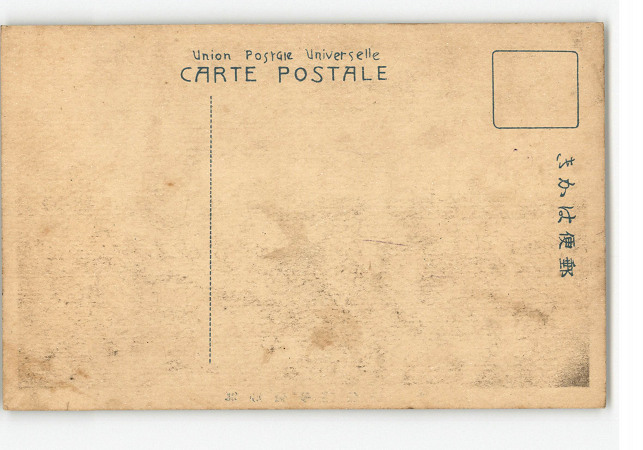 Union Postale Universelle
CARTE POSTALE
郵便はかき